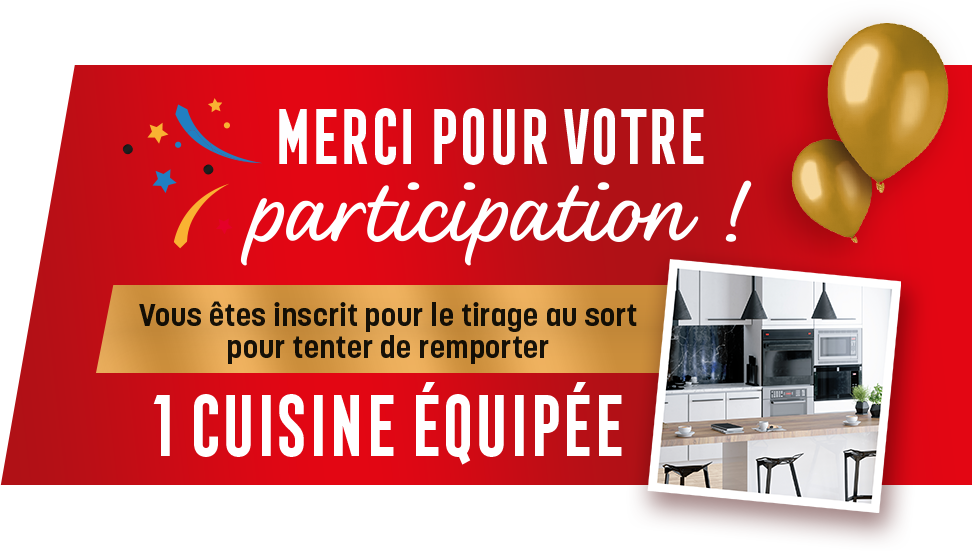 MERCI POUR VOTRE
participation !
Vous êtes inscrit pour le tirage au sort
pour tenter de remporter
1 CUISINE ÉQUIPÉE